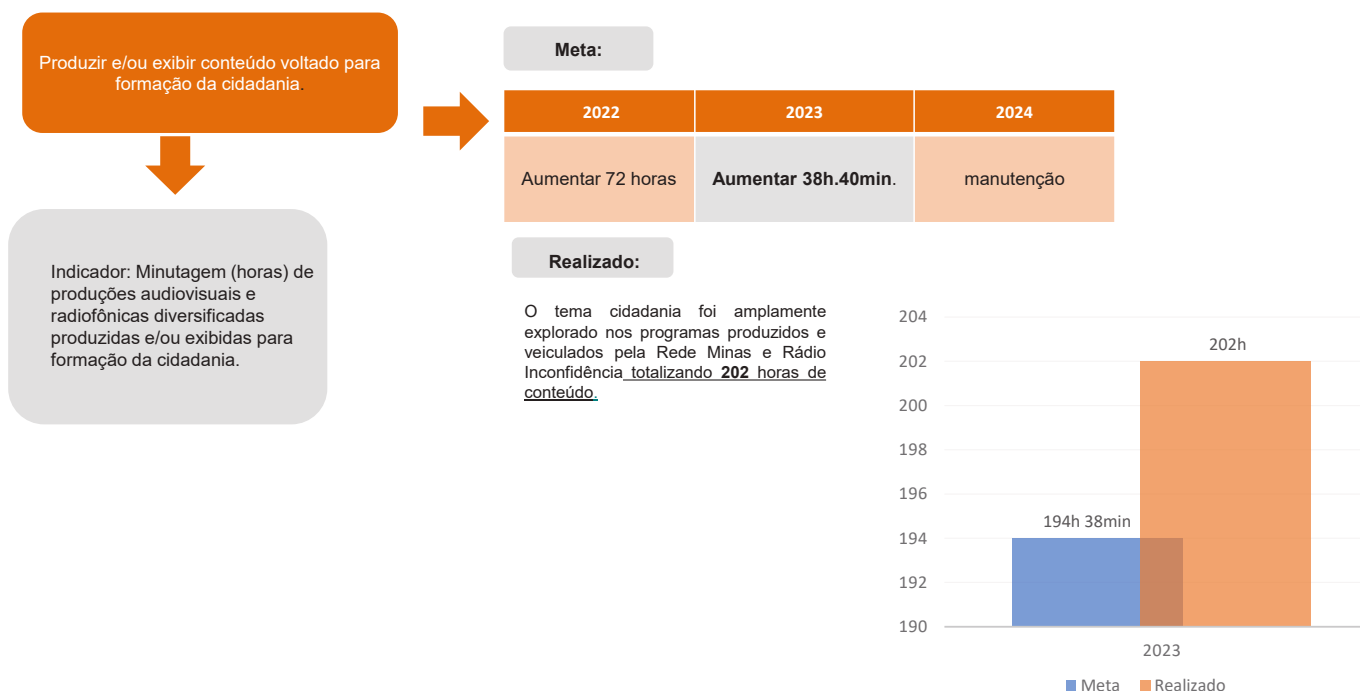 Produzir e/ou exibir conteúdo voltado para
formação da cidadania.
Indicador: Minutagem (horas) de
produções audiovisuais e
radiofônicas diversificadas
produzidas e/ou exibidas para
formação da cidadania.
Meta:
2022 2023 2024
Aumentar 72 horas Aumentar 38h.40min. manutenção
Realizado:
O tema cidadania foi amplamente
explorado nos programas produzidos e
veiculados pela Rede Minas e Rádio
Inconfidência totalizando 202 horas de
conteúdo.
204
202
200
198
196
194
192
190
202h
194h 38min
2023
Meta Realizado